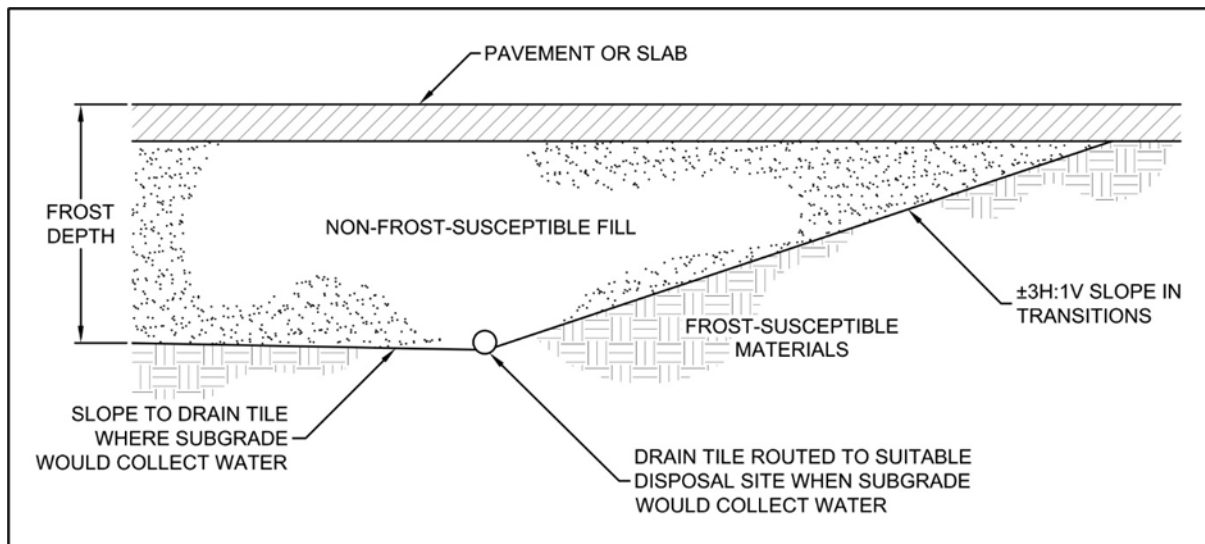 PAVEMENT OR SLAB
FROST
DEPTH
NON-FROST-SUSCEPTIBLE FILL
±3H:1V SLOPE IN
TRANSITIONS
FROST-SUSCEPTIBLE
MATERIALS
SLOPE TO DRAIN TILE
WHERE SUBGRADE
WOULD COLLECT WATER
DRAIN TILE ROUTED TO SUITABLE
DISPOSAL SITE WHEN SUBGRADE
WOULD COLLECT WATER